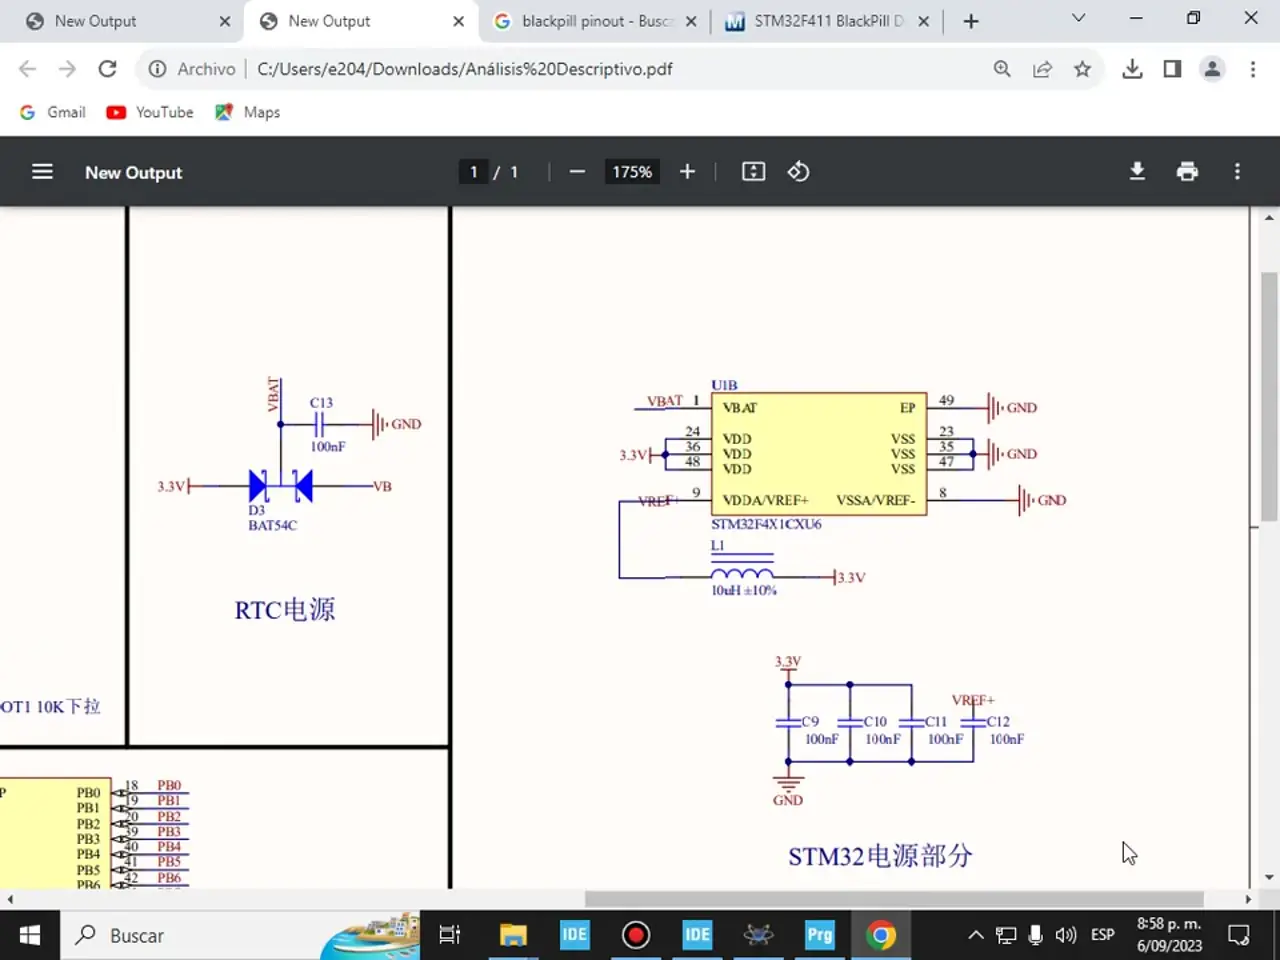 New Output
New Output
blackpill pinout - Busc
STM32F411 BlackPill D
Archivo
C:/Users/e204/Downloads/Análisis%20Descriptivo.pdf
Gmail
YouTube
Maps
New Output
1 / 1
175%
VBAT
C13
GND
100nF
3.3V
VB
D3
BAT54C
RTC电源
OT1 10K下拉
P
PB0 18 PB0
PB1 19 PB1
PB2 20 PB2
PB3 39 PB3
PB4 40 PB4
PB5 41 PB5
PB6 42 PB6
U1B
VBAT 1 VBAT EP 49 GND
24 VDD VSS 23
3.3V 36 VDD VSS 35 GND
48 VDD VSS 47
VREF+ 9 VDDA/VREF+ VSSA/VREF- 8 GND
STM32F4X1CXU6
L1
3.3V
10uH ±10%
3.3V
VREF+
C9 C10 C11 C12
100nF 100nF 100nF 100nF
GND
STM32电源部分
Buscar
IDE
IDE
Prg
ESP
8:58 p. m.
6/09/2023